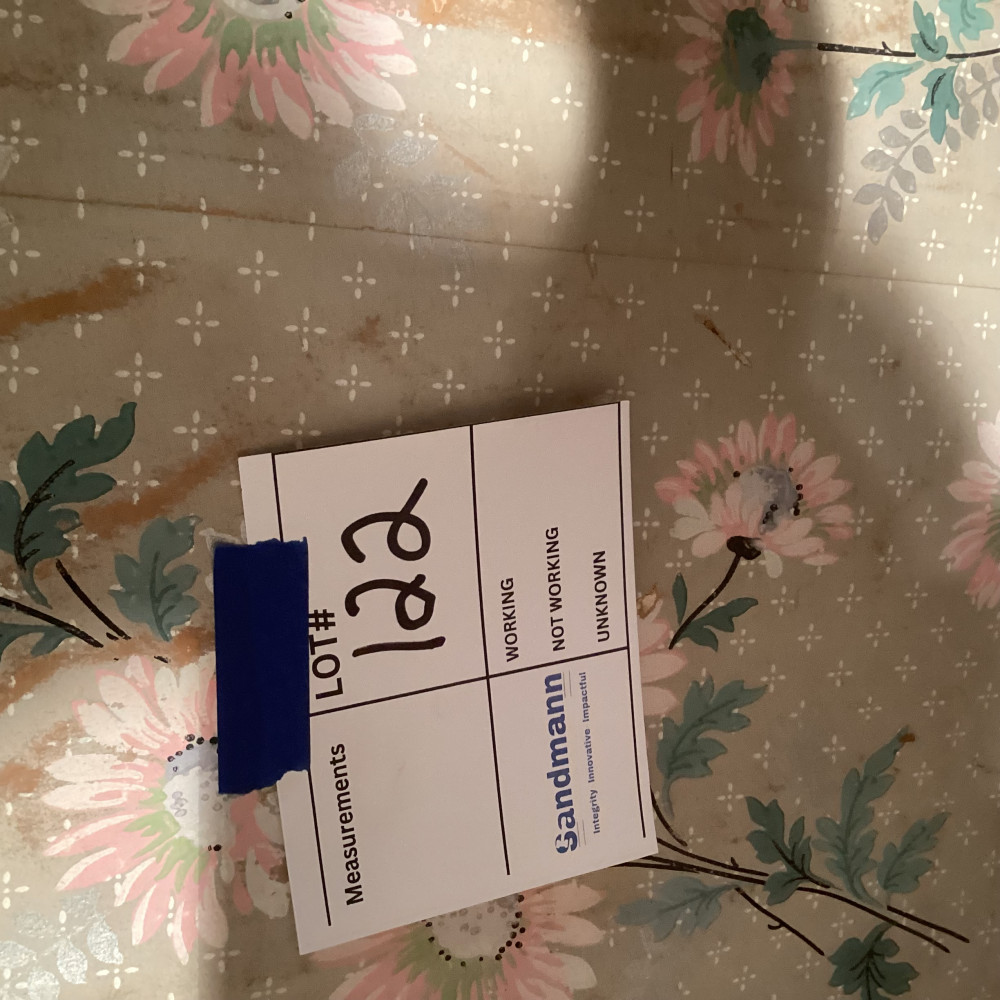 Measurements
LOT#
122
Sandmann
Integrity Innovative Impactful
WORKING
NOT WORKING
UNKNOWN